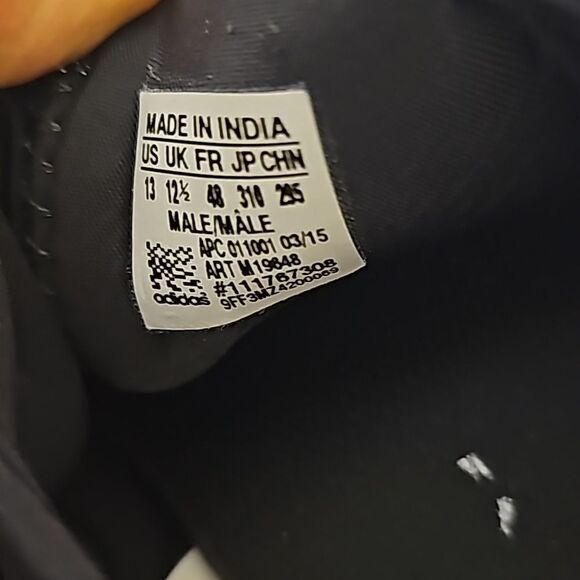 MADE IN INDIA
US UK FR JP CHN
13 12½ 48 310 295
MALE/MÂLE
APC 011001 03/15
ART M19648
#111767308
9FF3MZ4200069
adidas